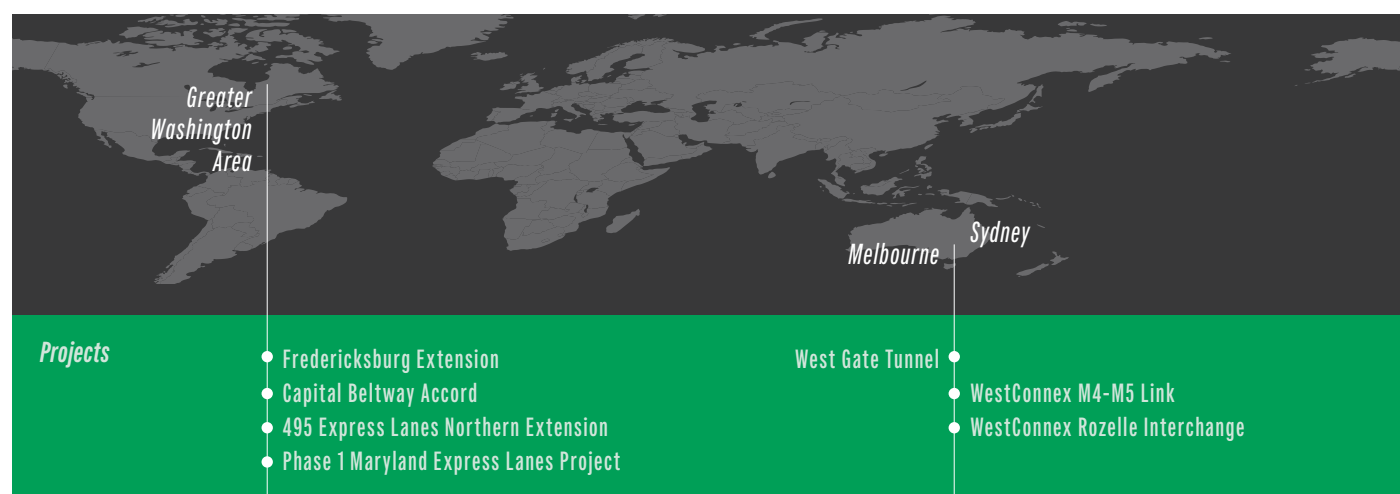 Greater
Washington
Area
Sydney
Melbourne
Projects
Fredericksburg Extension
Capital Beltway Accord
495 Express Lanes Northern Extension
Phase 1 Maryland Express Lanes Project
West Gate Tunnel
WestConnex M4-M5 Link
WestConnex Rozelle Interchange